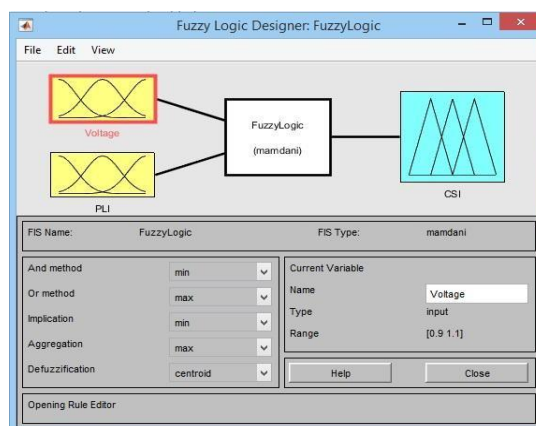 Fuzzy Logic Designer: FuzzyLogic
File Edit View
Voltage
FuzzyLogic
(mamdani)
PLI
CSI
FIS Name: FuzzyLogic FIS Type: mamdani
And method min
Or method max
Implication min
Aggregation max
Defuzzification centroid
Current Variable
Name Voltage
Type input
Range [0.9 1.1]
Help Close
Opening Rule Editor